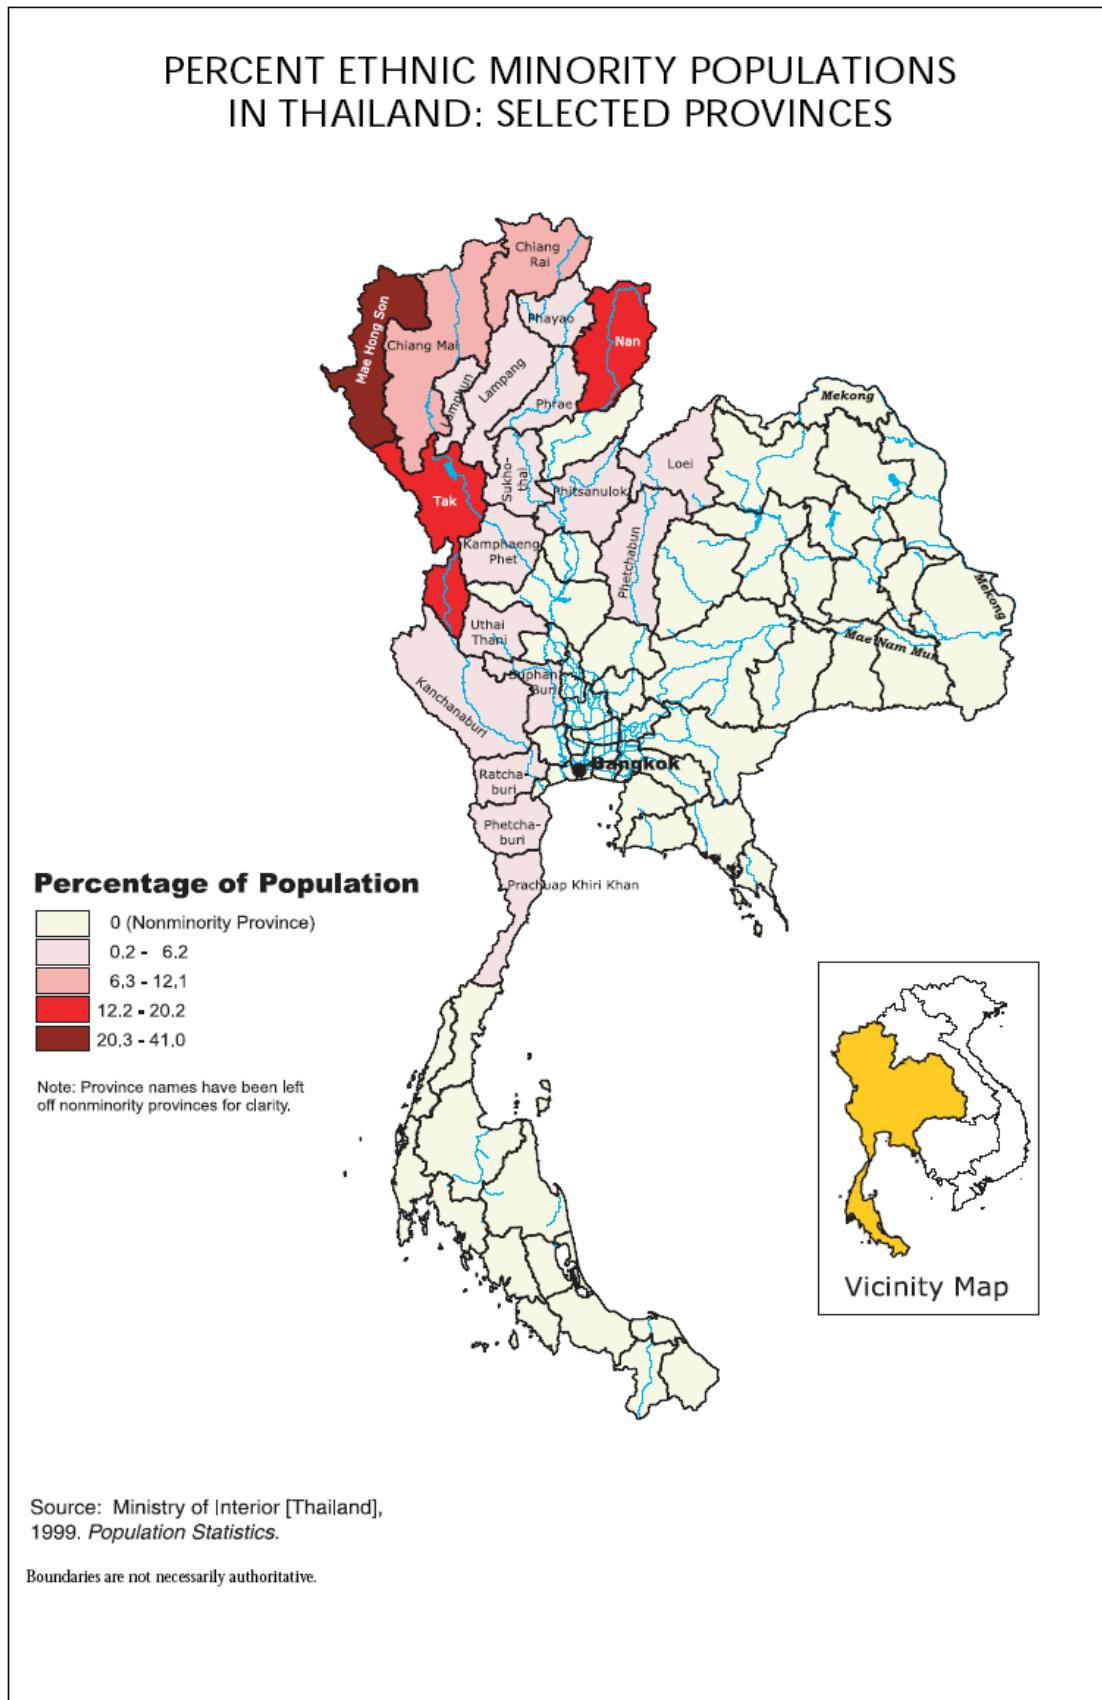 PERCENT ETHNIC MINORITY POPULATIONS
IN THAILAND: SELECTED PROVINCES
Chiang
Rai
Phayao
Nan
Mae Hong Son
Chiang Mai
Lamphun
Lampang
Phrae
Mekong
Loei
Sukho-
thai
Phitsanulok
Tak
Kamphaeng
Phet
Phetchabun
Mekong
Uthai
Thani
Mae Nam Mun
Suphan
Buri
Kanchanaburi
Bangkok
Ratcha-
buri
Phetcha-
buri
Prachuap Khiri Khan
Percentage of Population
0 (Nonminority Province)
0.2 - 6.2
6.3 - 12.1
12.2 - 20.2
20.3 - 41.0
Note: Province names have been left
off nonminority provinces for clarity.
Vicinity Map
Source: Ministry of Interior [Thailand],
1999. Population Statistics.
Boundaries are not necessarily authoritative.